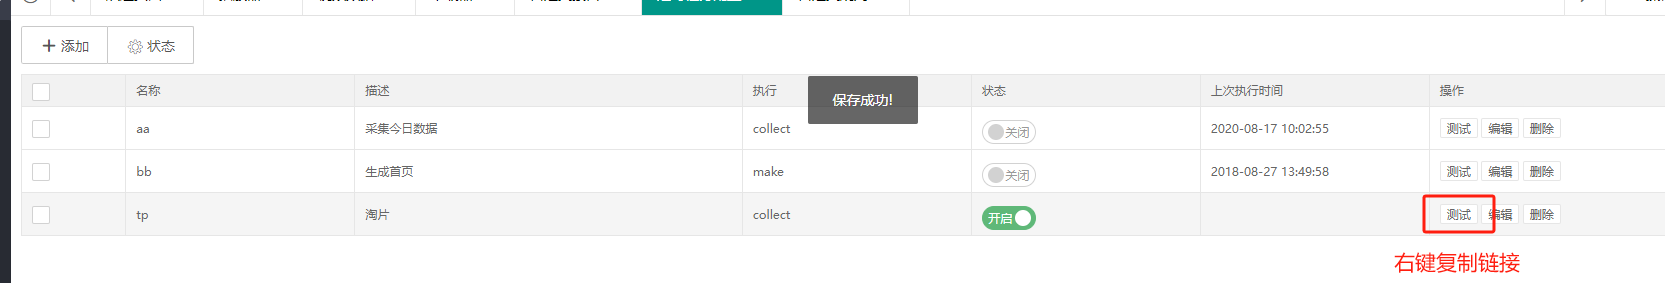 添加 状态
名称 描述 执行 状态 上次执行时间 操作
保存成功!
aa 采集今日数据 collect 关闭 2020-08-17 10:02:55 测试 编辑 删除
bb 生成首页 make 关闭 2018-08-27 13:49:58 测试 编辑 删除
tp 淘片 collect 开启 测试 编辑 删除
右键复制链接